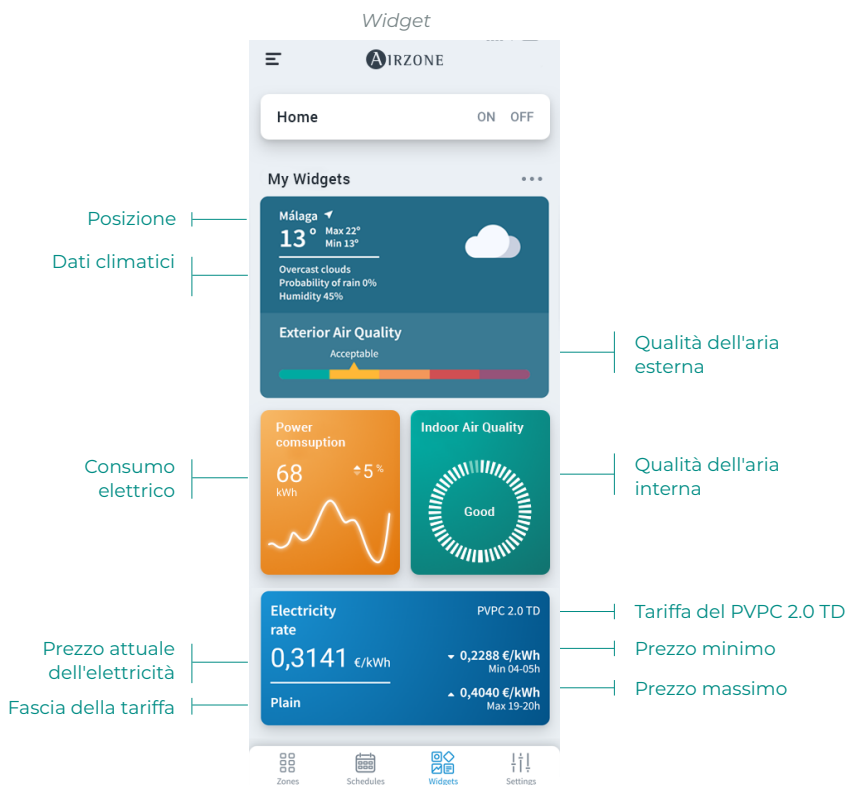 Widget
AIRZONE
Home
ON OFF
My Widgets
Málaga
13° Max 22°
Min 13°
Overcast clouds
Probability of rain 0%
Humidity 45%
Exterior Air Quality
Acceptable
Posizione
Dati climatici
Qualità dell'aria
esterna
Power
comsuption
68
kWh
5 %
Indoor Air Quality
Good
Consumo
elettrico
Qualità dell'aria
interna
Electricity
rate
PVPC 2.0 TD
0,3141 €/kWh
0,2288 €/kWh
Min 04-05h
Plain
0,4040 €/kWh
Max 19-20h
Prezzo attuale
dell'elettricità
Fascia della tariffa
Tariffa del PVPC 2.0 TD
Prezzo minimo
Prezzo massimo
Zones
Schedules
Widgets
Settings